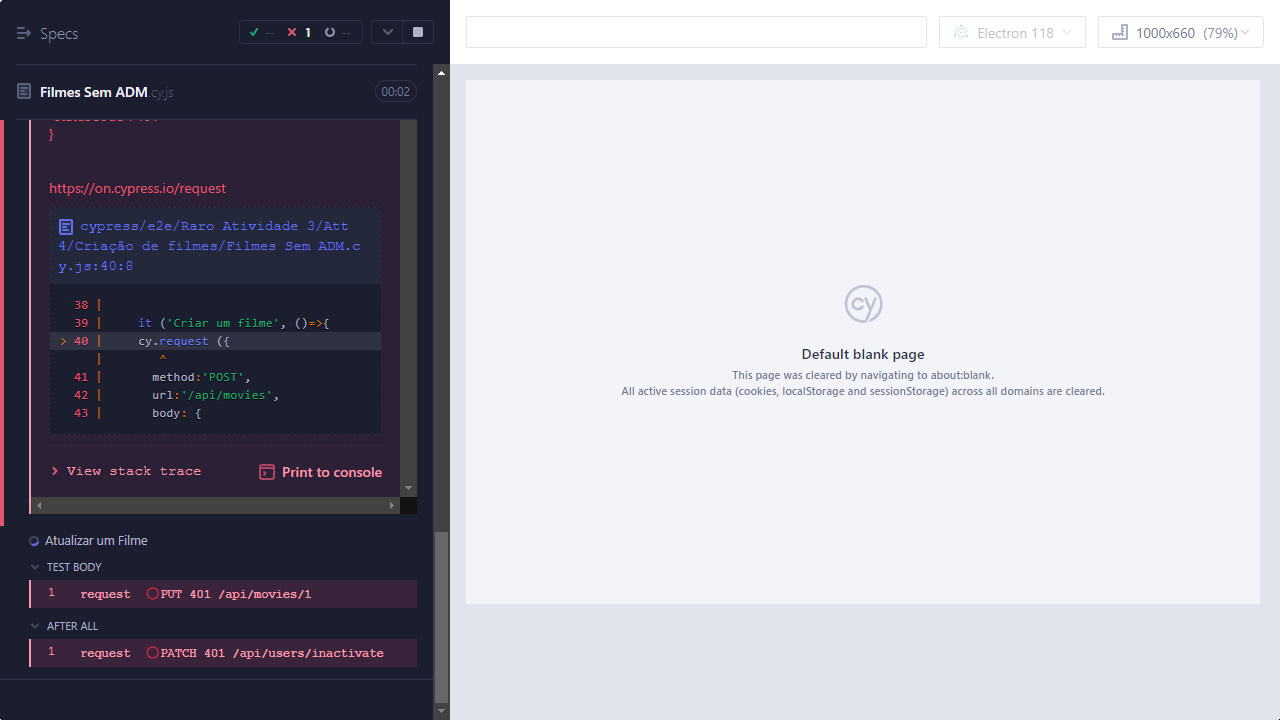 Specs
-- 1 --
Electron 118
1000x660 (79%)
Filmes Sem ADM.cy.js
00:02
}
https://on.cypress.io/request
cypress/e2e/Raro Atividade 3/Att
4/Criação de filmes/Filmes Sem ADM.c
y.js:40:8
38 |
39 | it ('Criar um filme', ()=>{
> 40 | cy.request ({
| ^
41 | method:'POST',
42 | url:'/api/movies',
43 | body: {
View stack trace
Print to console
Atualizar um Filme
TEST BODY
1 request PUT 401 /api/movies/1
AFTER ALL
1 request PATCH 401 /api/users/inactivate
cy
Default blank page
This page was cleared by navigating to about:blank.
All active session data (cookies, localStorage and sessionStorage) across all domains are cleared.